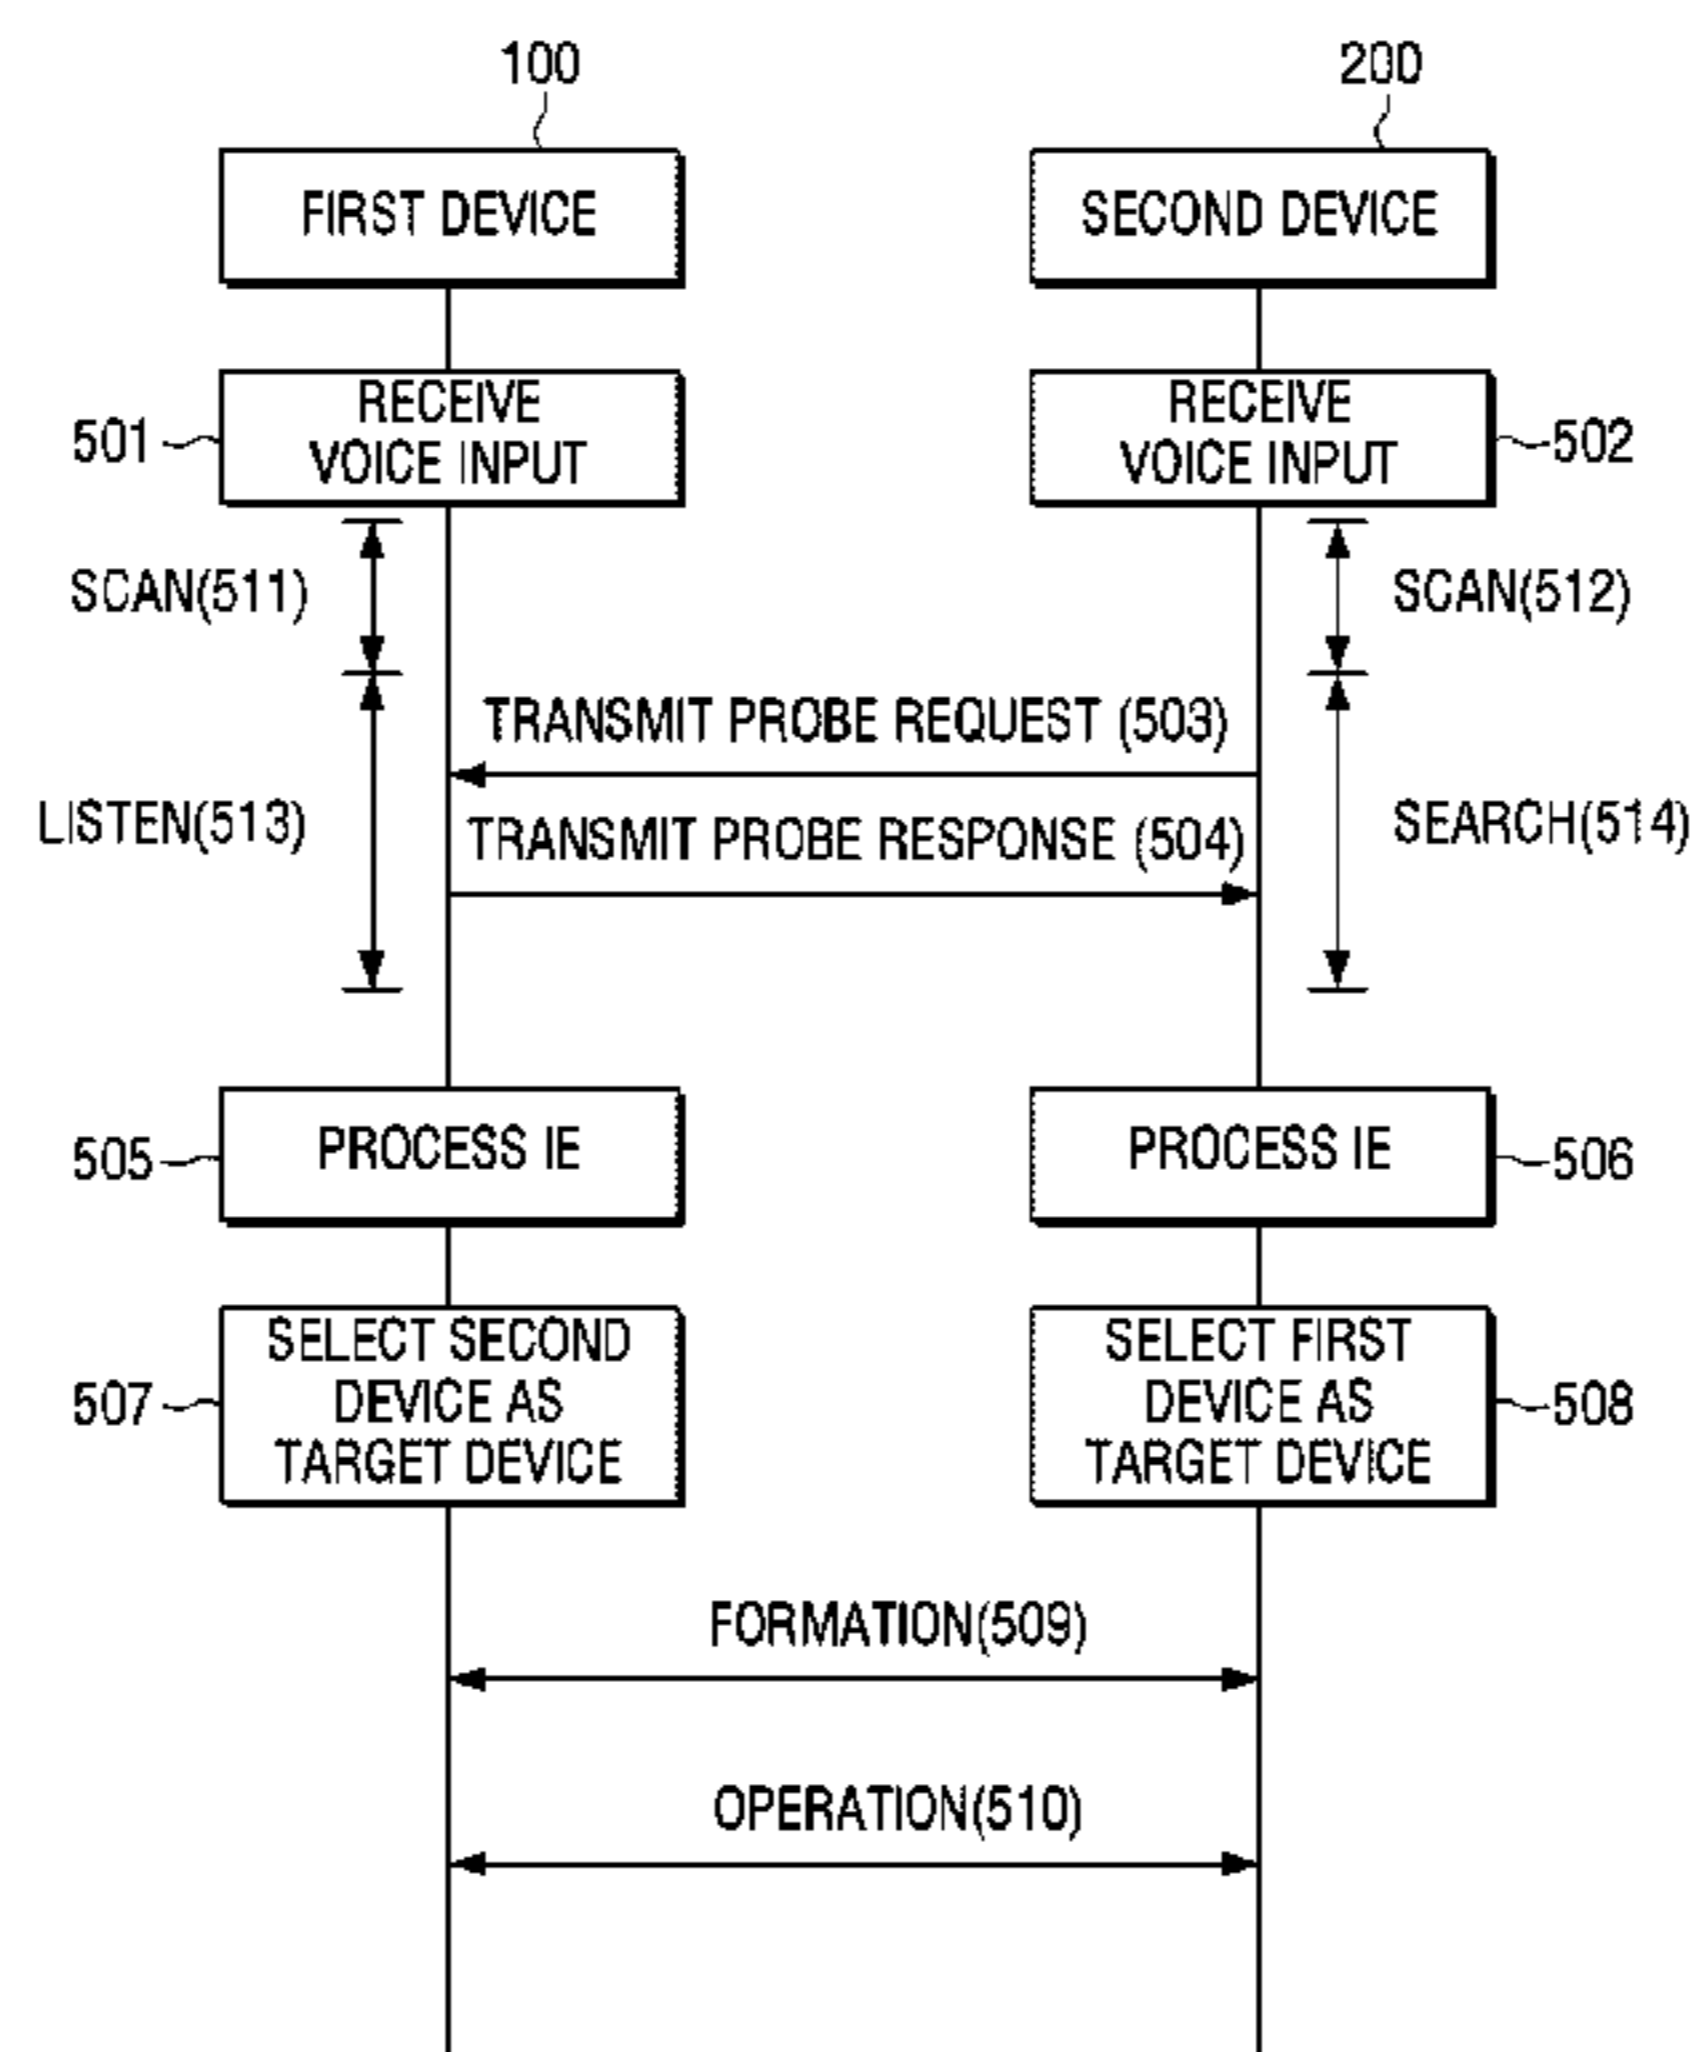 100
200
FIRST DEVICE
SECOND DEVICE
501
RECEIVE
VOICE INPUT
RECEIVE
VOICE INPUT
502
SCAN(511)
SCAN(512)
TRANSMIT PROBE REQUEST (503)
LISTEN(513)
TRANSMIT PROBE RESPONSE (504)
SEARCH(514)
505
PROCESS IE
PROCESS IE
506
507
SELECT SECOND
DEVICE AS
TARGET DEVICE
SELECT FIRST
DEVICE AS
TARGET DEVICE
508
FORMATION(509)
OPERATION(510)